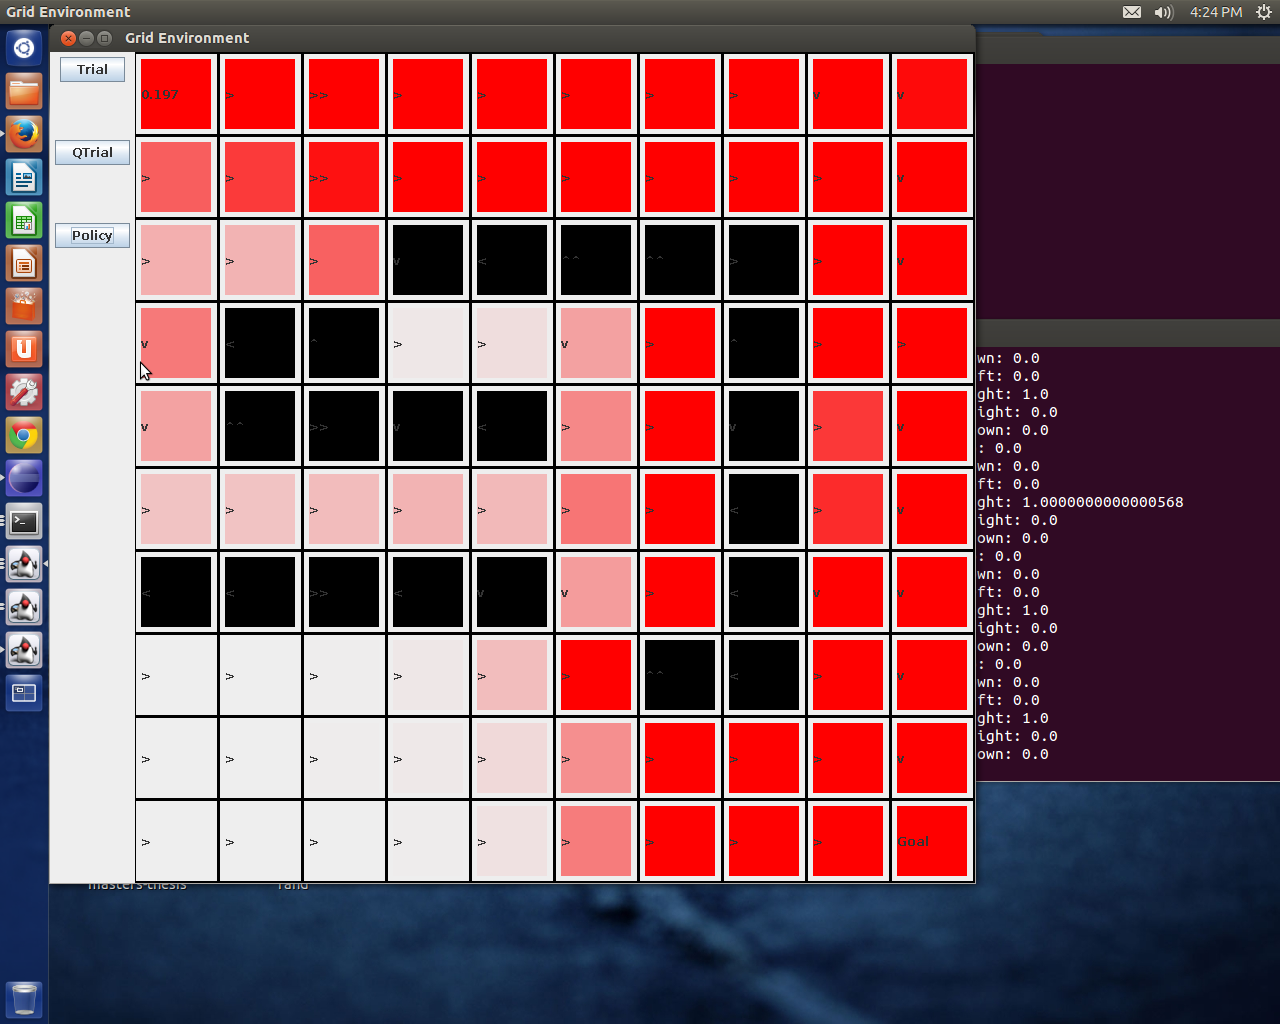 Grid Environment
4:24 PM
Grid Environment
Trial
0.197 > >> > > > > > v v
QTrial
> > >> > > > > > > v
Policy
> > > v < ^^ ^^ > > v
v < ^ > > v > ^ > >
v ^^ >> v < > > v > v
> > > > > > > < > v
< < >> < v v > < v v
> > > > > > ^^ < > v
> > > > > > > > > v
> > > > > > > > > Goal
wn: 0.0
ft: 0.0
ght: 1.0
ight: 0.0
own: 0.0
: 0.0
wn: 0.0
ft: 0.0
ght: 1.0000000000000568
ight: 0.0
own: 0.0
: 0.0
wn: 0.0
ft: 0.0
ght: 1.0
ight: 0.0
own: 0.0
: 0.0
wn: 0.0
ft: 0.0
ght: 1.0
ight: 0.0
own: 0.0
masters-thesis
rand